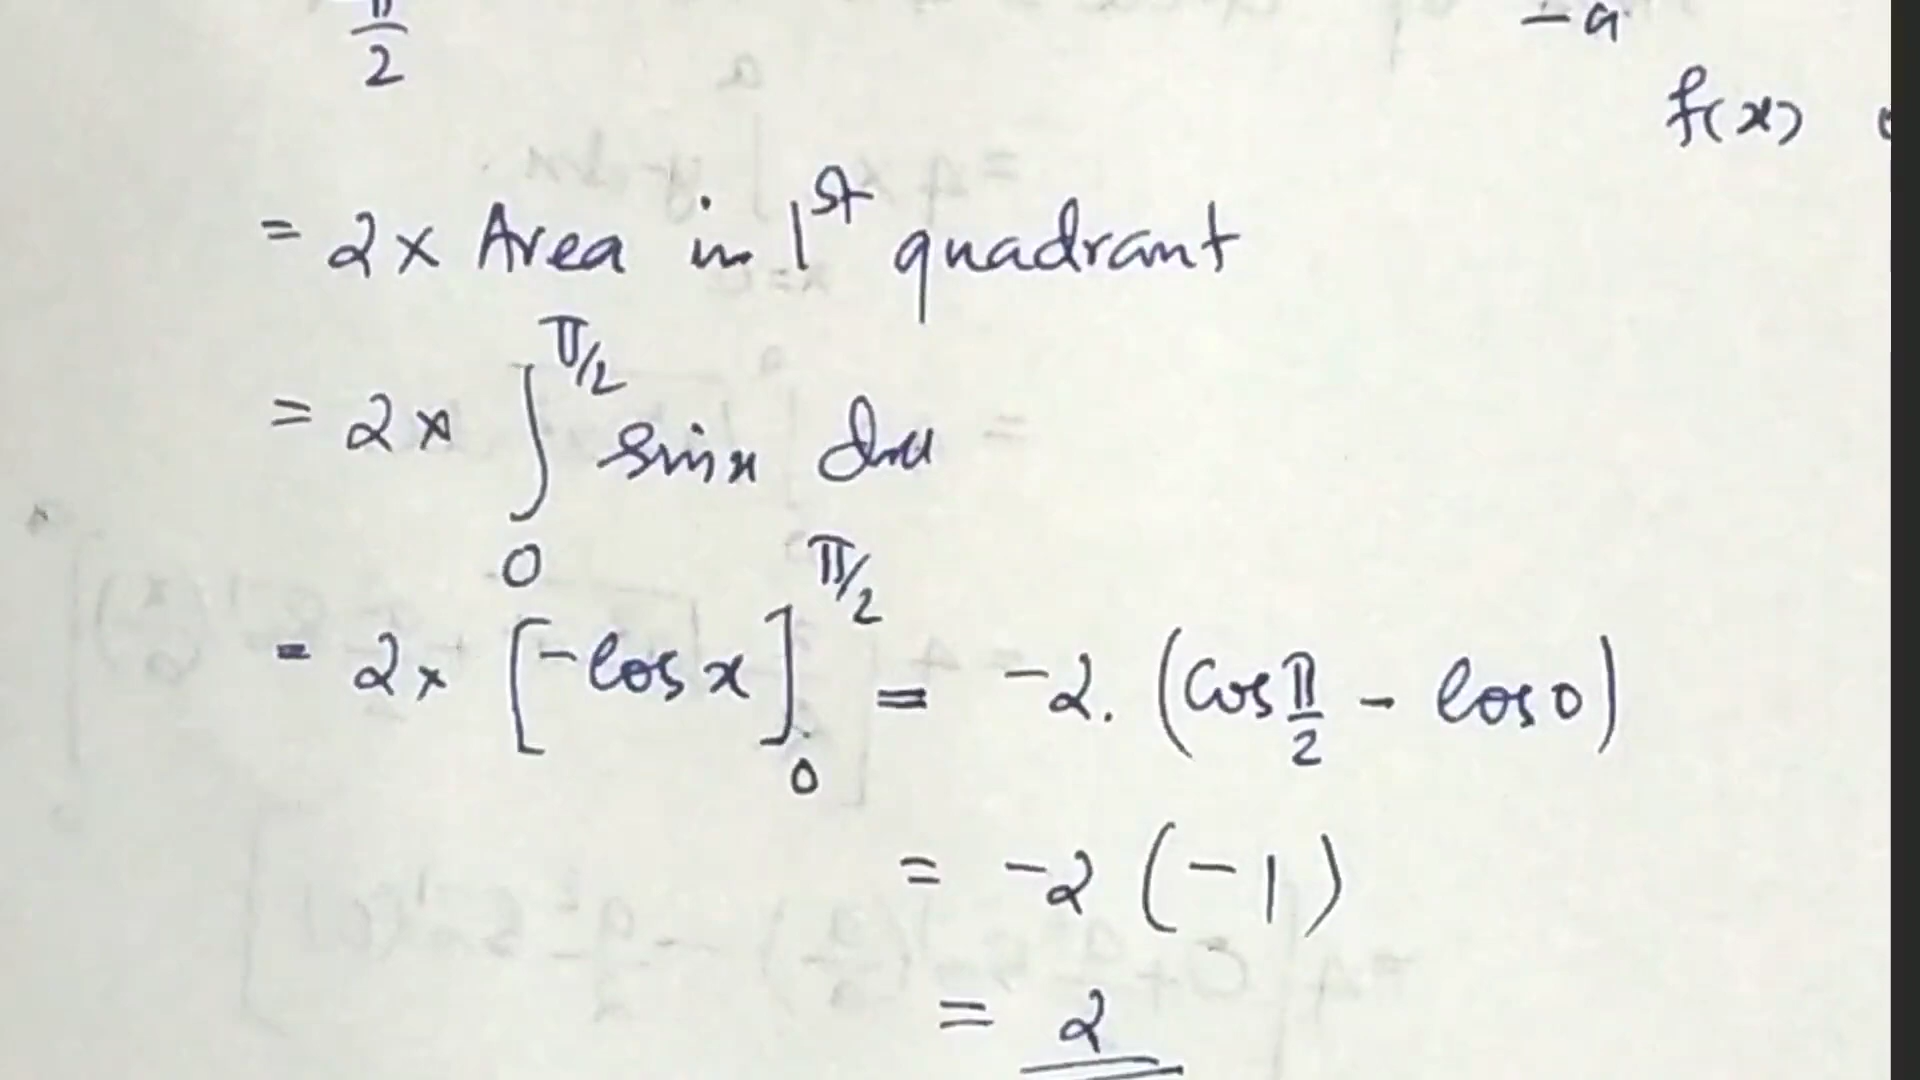 π/2
-a
f(x)
= 2 × Area in 1st quadrant
= 2 × ∫₀^{π/2} sin x dx
= 2 × [-cos x]₀^{π/2} = -2. (cos π/2 - cos 0)
= -2 (-1)
= 2